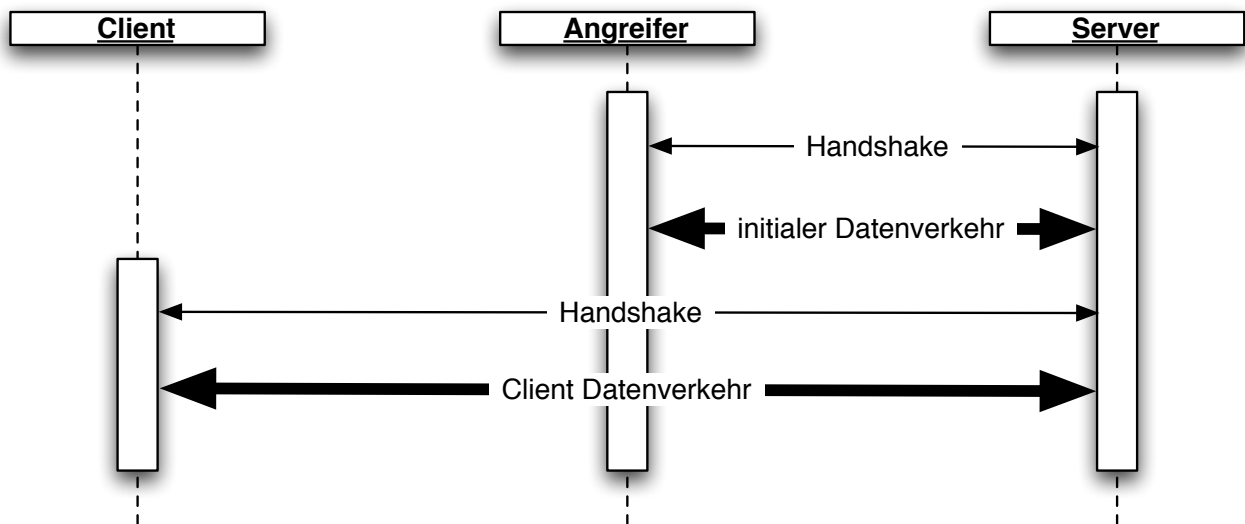 Client
Angreifer
Server
Handshake
initialer Datenverkehr
Handshake
Client Datenverkehr